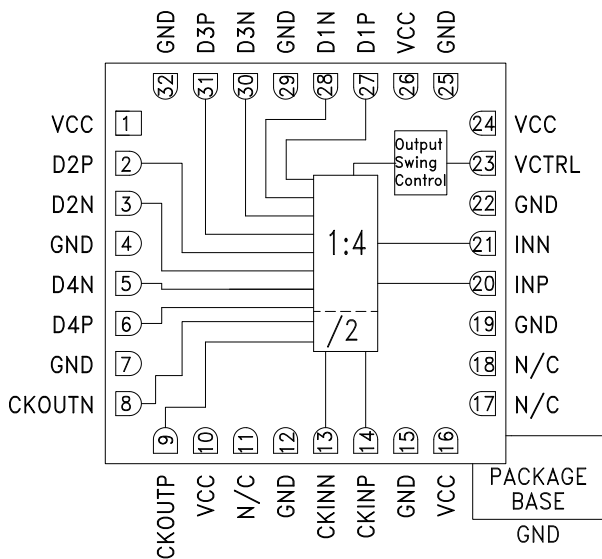 GND
D3P
D3N
GND
D1N
D1P
VCC
GND
32
31
30
29
28
27
26
25
VCC 1
D2P 2
D2N 3
GND 4
D4N 5
D4P 6
GND 7
CKOUTN 8
Output
Swing
Control
1:4
/2
24 VCC
23 VCTRL
22 GND
21 INN
20 INP
19 GND
18 N/C
17 N/C
9
10
11
12
13
14
15
16
CKOUTP
VCC
N/C
GND
CKINN
CKINP
GND
VCC
PACKAGE
BASE
GND